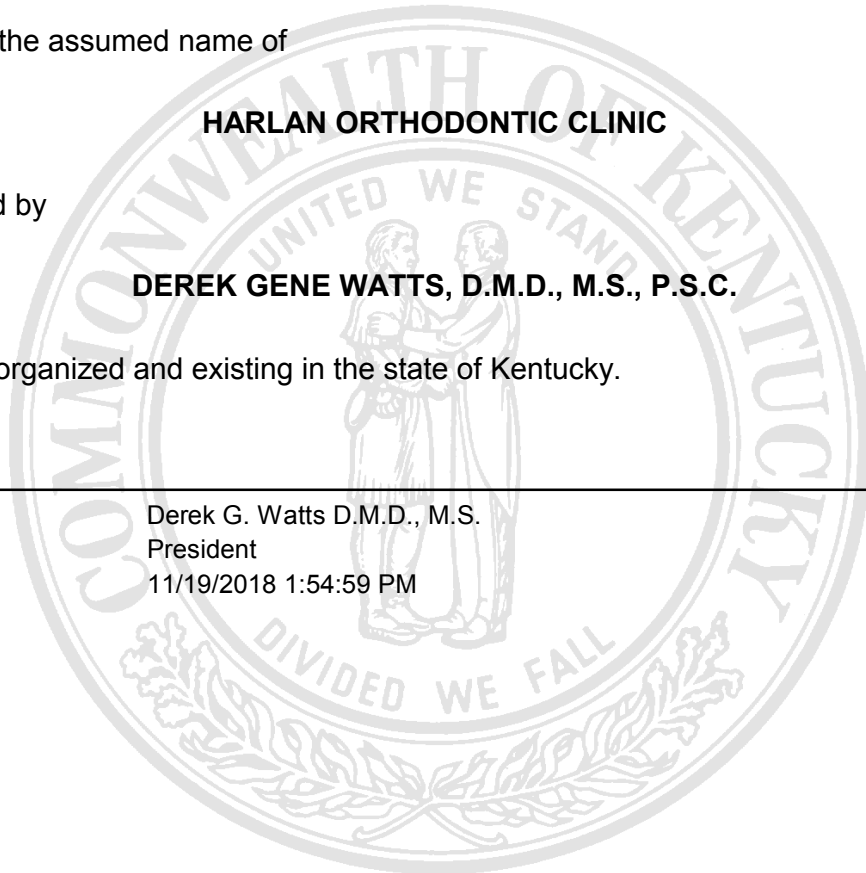 the assumed name of
HARLAN ORTHODONTIC CLINIC
d by
DEREK GENE WATTS, D.M.D., M.S., P.S.C.
organized and existing in the state of Kentucky.
Derek G. Watts D.M.D., M.S.
President
11/19/2018 1:54:59 PM
COMMONWEALTH OF KENTUCKY
UNITED WE STAND
DIVIDED WE FALL